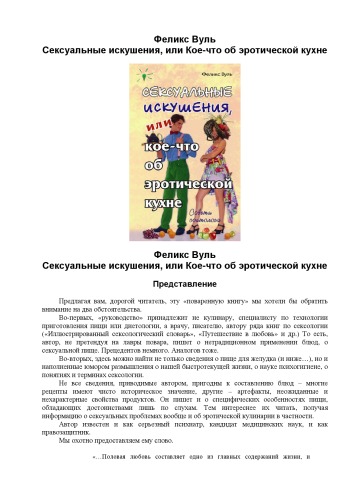 Феликс Вуль
Сексуальные искушения, или Кое-что об эротической кухне
Феликс Вуль
СЕКСУАЛЬНЫЕ
ИСКУШЕНИЯ,
или
кое-что
об
эротической
кухне
Советы
Феликс Вуль
Сексуальные искушения, или Кое-что об эротической кухне
Представление
Предлагая вам, дорогой читатель, эту «поваренную книгу» мы хотели бы обратить
внимание на два обстоятельства.
Во-первых, «руководство» принадлежит не кулинару, специалисту по технологии
приготовления пищи или диетологии, а врачу, писателю, автору ряда книг по сексологии
(«Иллюстрированный сексологический словарь», «Путешествие в любовь» и др.) То есть,
автор, не претендуя на лавры повара, пишет о нетрадиционном применении блюд, о
сексуальной пище. Прецедентов немного. Аналогов тоже.
Во-вторых, здесь можно найти не только сведения о пище для желудка (и ниже…), но и
наполненные юмором размышления о нашей быстротекущей жизни, о науке психогигиене, о
понятиях и терминах сексологии.
Не все сведения, приводимые автором, пригодны к составлению блюд – многие
рецепты имеют чисто историческое значение, другие – артефакты, неожиданные и
нехарактерные свойства продуктов. Он пишет и о специфических особенностях пищи,
обладающих достоинствами лишь по слухам. Тем интереснее их читать, получая
информацию о сексуальных проблемах вообще и об эротической кулинарии в частности.
Автор известен и как серьезный психиатр, кандидат медицинских наук, и как
правозащитник.
Мы охотно предоставляем ему слово.
«…Половая любовь составляет одно из главных содержаний жизни, и